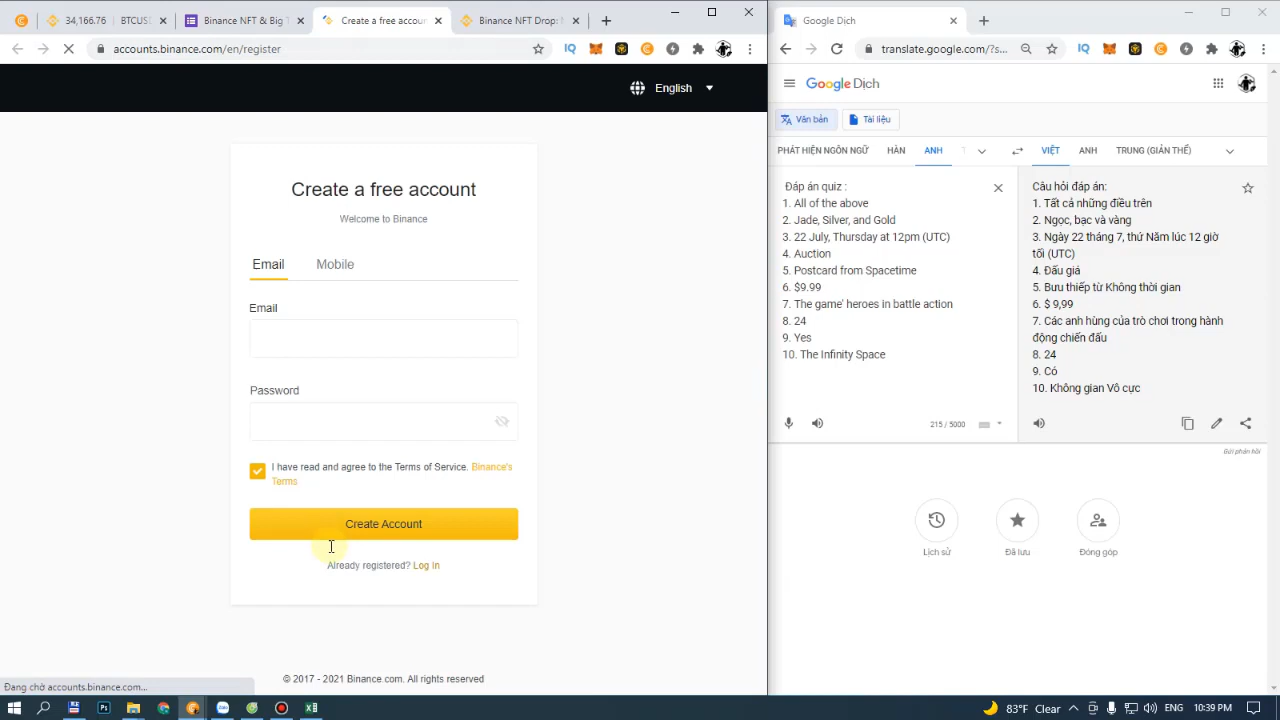 34,166.76 | BTCUS
Binance NFT & Big T
Create a free accoun
Binance NFT Drop: N
accounts.binance.com/en/register
English
Create a free account
Welcome to Binance
Email
Mobile
Email
Password
I have read and agree to the Terms of Service. Binance's
Terms
Create Account
Already registered? Log In
© 2017 - 2021 Binance.com. All rights reserved
Đang chờ accounts.binance.com...
Google Dịch
translate.google.com/?s...
Google Dịch
Văn bản
Tài liệu
PHÁT HIỆN NGÔN NGỮ
HÀN
ANH
VIỆT
ANH
TRUNG (GIẢN THỂ)
Đáp án quiz :
1. All of the above
2. Jade, Silver, and Gold
3. 22 July, Thursday at 12pm (UTC)
4. Auction
5. Postcard from Spacetime
6. $9.99
7. The game' heroes in battle action
8. 24
9. Yes
10. The Infinity Space
215 / 5000
Câu hỏi đáp án:
1. Tất cả những điều trên
2. Ngọc, bạc và vàng
3. Ngày 22 tháng 7, thứ Năm lúc 12 giờ
tối (UTC)
4. Đấu giá
5. Bưu thiếp từ Không thời gian
6. $ 9,99
7. Các anh hùng của trò chơi trong hành
động chiến đấu
8. 24
9. Có
10. Không gian Vô cực
Gửi phản hồi
Lịch sử
Đã lưu
Đóng góp
83°F Clear
ENG
10:39 PM